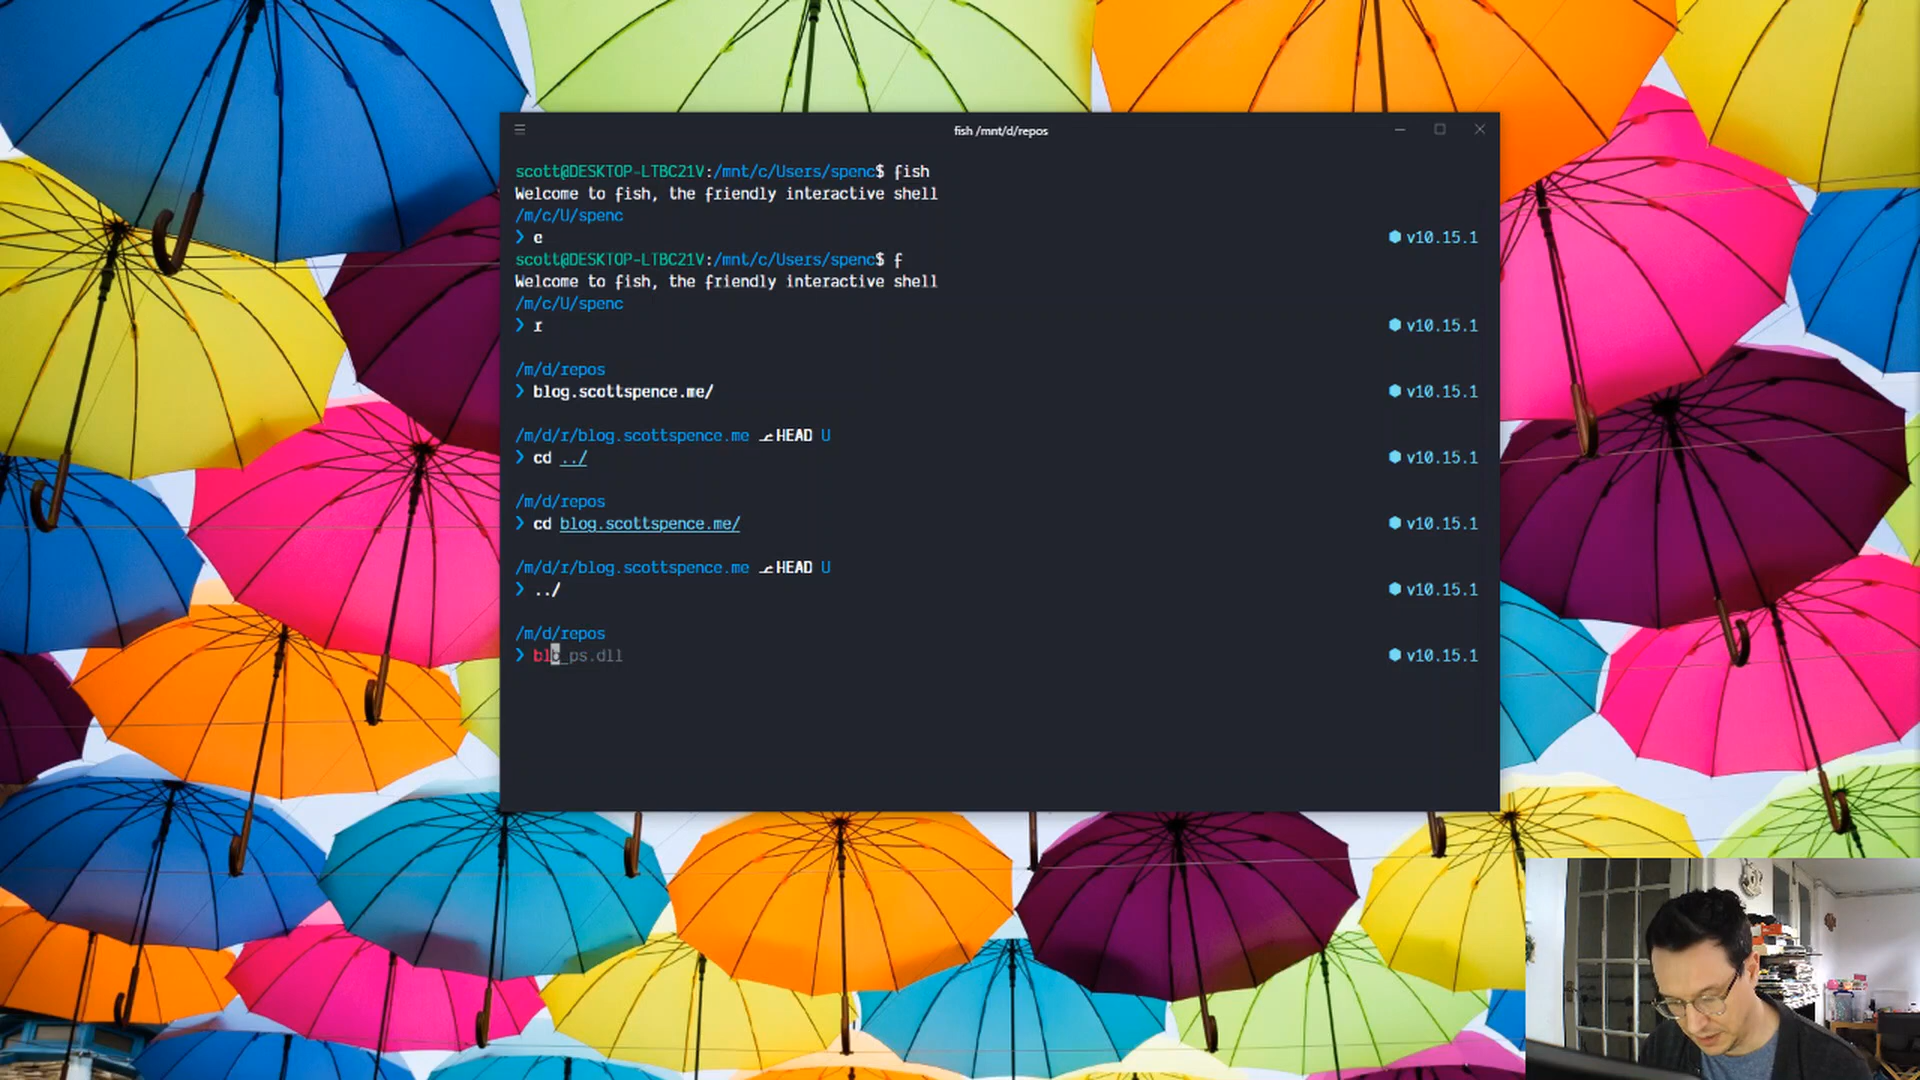 fish /mnt/d/repos
scott@DESKTOP-LTBC21V:/mnt/c/Users/spenc$ fish
Welcome to fish, the friendly interactive shell
/m/c/U/spenc
❯ e v10.15.1
scott@DESKTOP-LTBC21V:/mnt/c/Users/spenc$ f
Welcome to fish, the friendly interactive shell
/m/c/U/spenc
❯ r v10.15.1
/m/d/repos
❯ blog.scottspence.me/ v10.15.1
/m/d/r/blog.scottspence.me HEAD U
❯ cd ../ v10.15.1
/m/d/repos
❯ cd blog.scottspence.me/ v10.15.1
/m/d/r/blog.scottspence.me HEAD U
❯ ../ v10.15.1
/m/d/repos
❯ blb_ps.dll v10.15.1